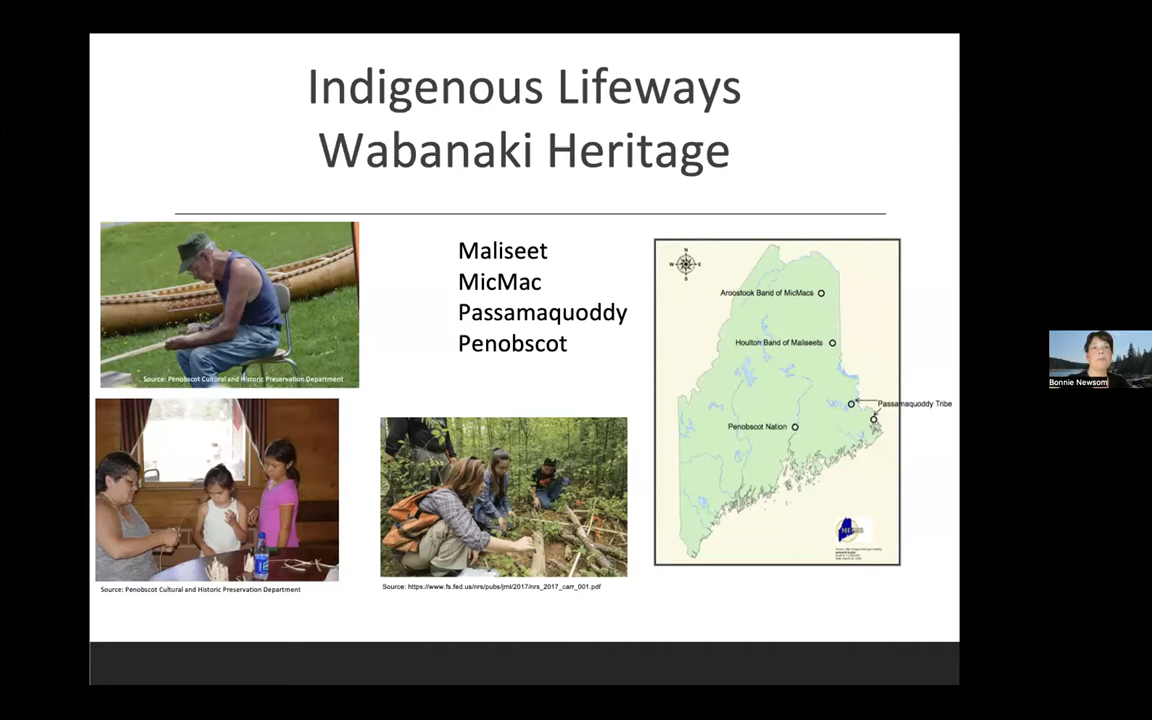 Indigenous Lifeways
Wabanaki Heritage
Source: Penobscot Cultural and Historic Preservation Department
Maliseet
MicMac
Passamaquoddy
Penobscot
N
W
E
S
Aroostook Band of MicMacs
Houlton Band of Maliseets
Passamaquoddy Tribe
Penobscot Nation
Source: Penobscot Cultural and Historic Preservation Department
Source: https://www.fs.fed.us/nrs/pubs/jrnl/2017/nrs_2017_carr_001.pdf
Bonnie Newsom